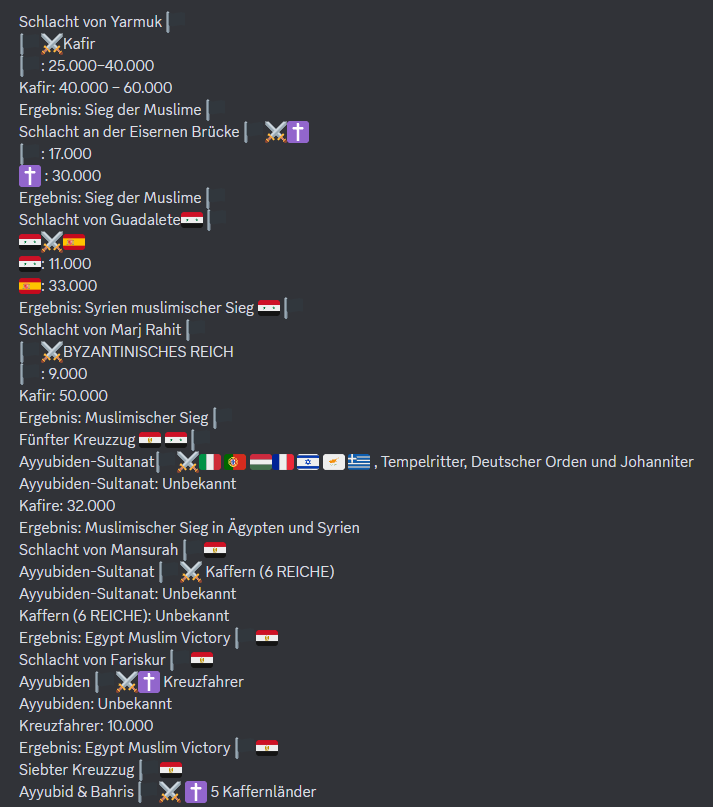 Schlacht von Yarmuk 🏴
🏴⚔️Kafir
🏴: 25.000–40.000
Kafir: 40.000 – 60.000
Ergebnis: Sieg der Muslime 🏴
Schlacht an der Eisernen Brücke 🏴⚔️✝️
🏴: 17.000
✝️: 30.000
Ergebnis: Sieg der Muslime 🏴
Schlacht von Guadalete🇸🇾🏴
🇸🇾⚔️🇪🇸
🇸🇾: 11.000
🇪🇸: 33.000
Ergebnis: Syrien muslimischer Sieg 🇸🇾🏴
Schlacht von Marj Rahit 🏴
🏴⚔️BYZANTINISCHES REICH
🏴: 9.000
Kafir: 50.000
Ergebnis: Muslimischer Sieg 🏴
Fünfter Kreuzzug 🇪🇬🇸🇾🏴
Ayyubiden-Sultanat🏴⚔️🇮🇹🇵🇹🇭🇺🇫🇷🇮🇱🇨🇾🇬🇷 , Tempelritter, Deutscher Orden und Johanniter
Ayyubiden-Sultanat: Unbekannt
Kafire: 32.000
Ergebnis: Muslimischer Sieg in Ägypten und Syrien
Schlacht von Mansurah 🏴🇪🇬
Ayyubiden-Sultanat 🏴⚔️ Kaffern (6 REICHE)
Ayyubiden-Sultanat: Unbekannt
Kaffern (6 REICHE): Unbekannt
Ergebnis: Egypt Muslim Victory 🏴🇪🇬
Schlacht von Fariskur 🏴🇪🇬
Ayyubiden 🏴⚔️✝️ Kreuzfahrer
Ayyubiden: Unbekannt
Kreuzfahrer: 10.000
Ergebnis: Egypt Muslim Victory 🏴🇪🇬
Siebter Kreuzzug 🏴🇪🇬
Ayyubid & Bahris 🏴⚔️✝️ 5 Kaffernländer